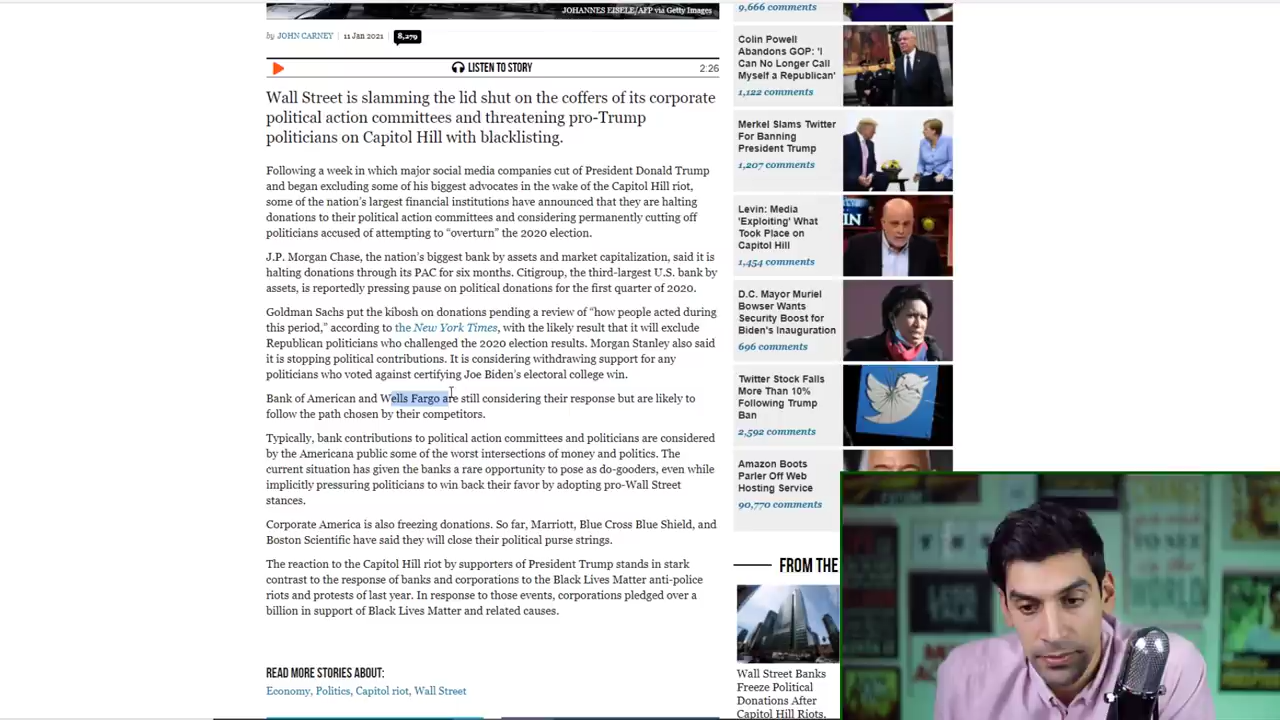 JOHANNES EISELE/AFP via Getty Images
by JOHN CARNEY | 11 Jan 2021 | 8,279
LISTEN TO STORY 2:26
Wall Street is slamming the lid shut on the coffers of its corporate
political action committees and threatening pro-Trump
politicians on Capitol Hill with blacklisting.
Following a week in which major social media companies cut of President Donald Trump
and began excluding some of his biggest advocates in the wake of the Capitol Hill riot,
some of the nation's largest financial institutions have announced that they are halting
donations to their political action committees and considering permanently cutting off
politicians accused of attempting to “overturn” the 2020 election.
J.P. Morgan Chase, the nation's biggest bank by assets and market capitalization, said it is
halting donations through its PAC for six months. Citigroup, the third-largest U.S. bank by
assets, is reportedly pressing pause on political donations for the first quarter of 2020.
Goldman Sachs put the kibosh on donations pending a review of “how people acted during
this period,” according to the New York Times, with the likely result that it will exclude
Republican politicians who challenged the 2020 election results. Morgan Stanley also said
it is stopping political contributions. It is considering withdrawing support for any
politicians who voted against certifying Joe Biden's electoral college win.
Bank of American and Wells Fargo are still considering their response but are likely to
follow the path chosen by their competitors.
Typically, bank contributions to political action committees and politicians are considered
by the Americana public some of the worst intersections of money and politics. The
current situation has given the banks a rare opportunity to pose as do-gooders, even while
implicitly pressuring politicians to win back their favor by adopting pro-Wall Street
stances.
Corporate America is also freezing donations. So far, Marriott, Blue Cross Blue Shield, and
Boston Scientific have said they will close their political purse strings.
The reaction to the Capitol Hill riot by supporters of President Trump stands in stark
contrast to the response of banks and corporations to the Black Lives Matter anti-police
riots and protests of last year. In response to those events, corporations pledged over a
billion in support of Black Lives Matter and related causes.
READ MORE STORIES ABOUT:
Economy, Politics, Capitol riot, Wall Street
9,666 comments
Colin Powell
Abandons GOP: 'I
Can No Longer Call
Myself a Republican'
1,122 comments
Merkel Slams Twitter
For Banning
President Trump
1,207 comments
Levin: Media
'Exploiting' What
Took Place on
Capitol Hill
1,454 comments
IN
D.C. Mayor Muriel
Bowser Wants
Security Boost for
Biden's Inauguration
696 comments
Twitter Stock Falls
More Than 10%
Following Trump
Ban
2,592 comments
Amazon Boots
Parler Off Web
Hosting Service
90,770 comments
FROM THE
Wall Street Banks
Freeze Political
Donations After
Capitol Hill Riots,